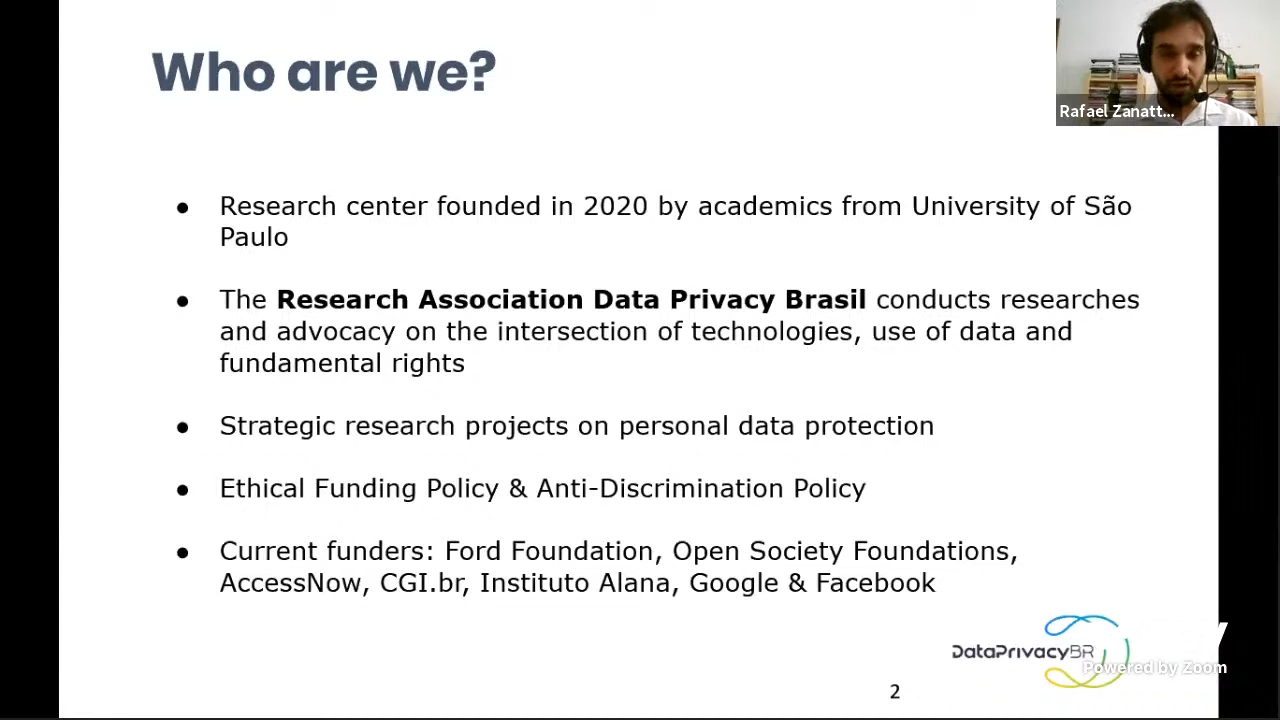 Who are we?
Rafael Zanatt...
● Research center founded in 2020 by academics from University of São
Paulo
● The Research Association Data Privacy Brasil conducts researches
and advocacy on the intersection of technologies, use of data and
fundamental rights
● Strategic research projects on personal data protection
● Ethical Funding Policy & Anti-Discrimination Policy
● Current funders: Ford Foundation, Open Society Foundations,
AccessNow, CGI.br, Instituto Alana, Google & Facebook
DataPrivacyBR
Powered by Zoom
2